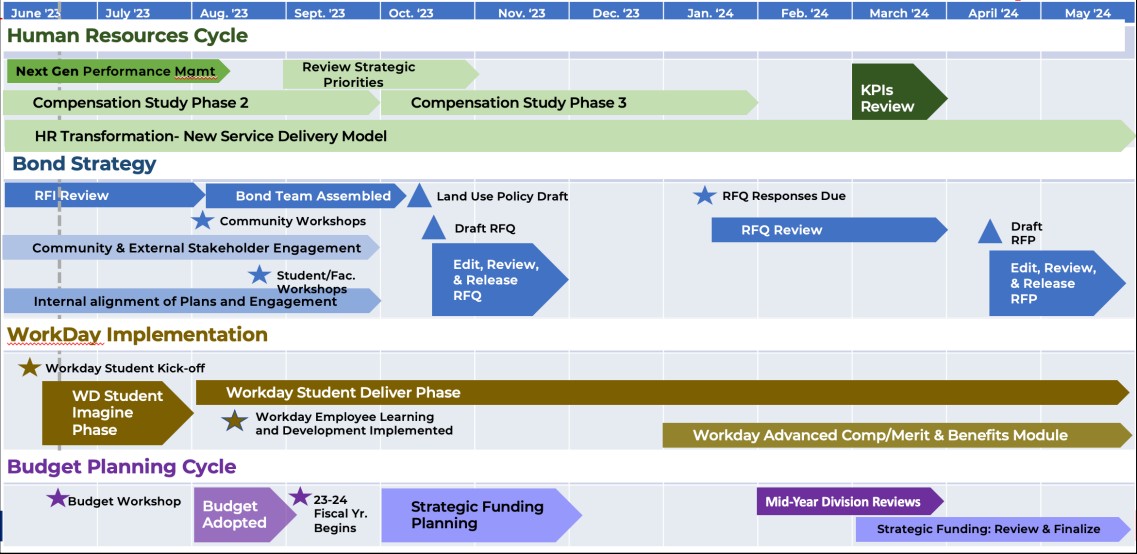 June '23 July '23 Aug. '23 Sept. '23 Oct. '23 Nov. '23 Dec. '23 Jan. '24 Feb. '24 March '24 April '24 May '24
Human Resources Cycle
Next Gen Performance Mgmt
Review Strategic
Priorities
KPIs
Review
Compensation Study Phase 2
Compensation Study Phase 3
HR Transformation- New Service Delivery Model
Bond Strategy
RFI Review
Bond Team Assembled
Land Use Policy Draft
RFQ Responses Due
Community Workshops
Draft RFQ
RFQ Review
Draft
RFP
Community & External Stakeholder Engagement
Edit, Review,
& Release
RFQ
Edit, Review,
& Release
RFP
Student/Fac.
Workshops
Internal alignment of Plans and Engagement
WorkDay Implementation
Workday Student Kick-off
WD Student
Imagine
Phase
Workday Student Deliver Phase
Workday Employee Learning
and Development Implemented
Workday Advanced Comp/Merit & Benefits Module
Budget Planning Cycle
Budget Workshop
Budget
Adopted
23-24
Fiscal Yr.
Begins
Strategic Funding
Planning
Mid-Year Division Reviews
Strategic Funding: Review & Finalize